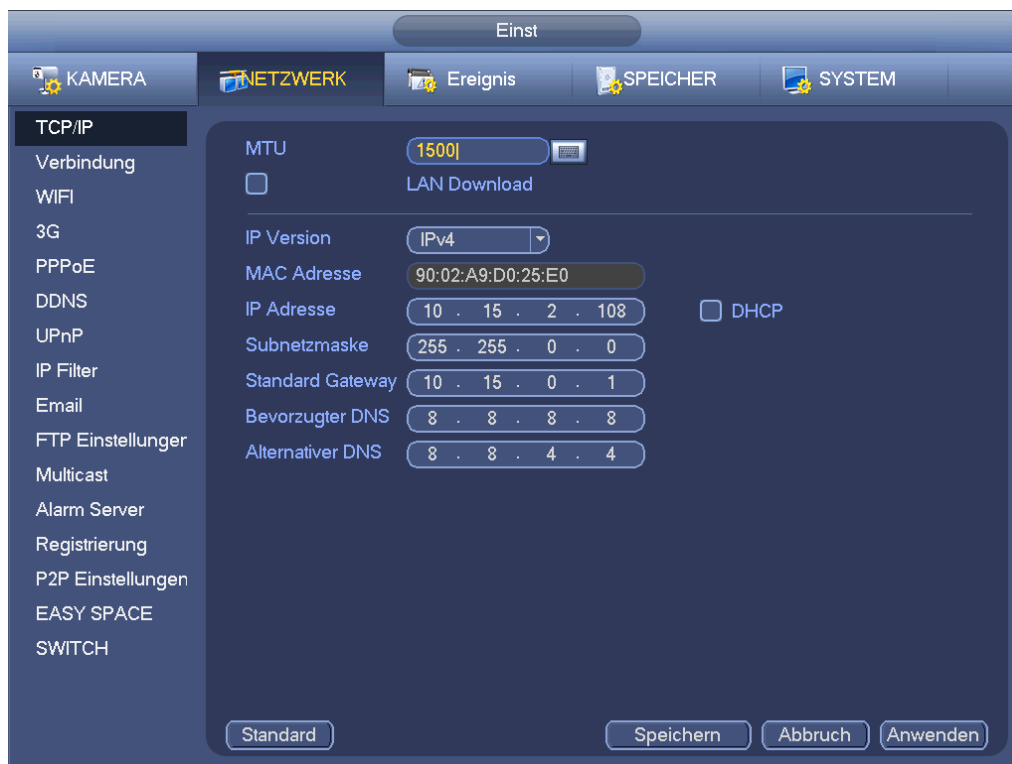 Einst
KAMERA NETZWERK Ereignis SPEICHER SYSTEM
TCP/IP
Verbindung
WIFI
3G
PPPoE
DDNS
UPnP
IP Filter
Email
FTP Einstellunger
Multicast
Alarm Server
Registrierung
P2P Einstellungen
EASY SPACE
SWITCH
MTU 1500
LAN Download
IP Version IPv4
MAC Adresse 90:02:A9:D0:25:E0
IP Adresse 10 . 15 . 2 . 108 DHCP
Subnetzmaske 255 . 255 . 0 . 0
Standard Gateway 10 . 15 . 0 . 1
Bevorzugter DNS 8 . 8 . 8 . 8
Alternativer DNS 8 . 8 . 4 . 4
Standard Speichern Abbruch Anwenden